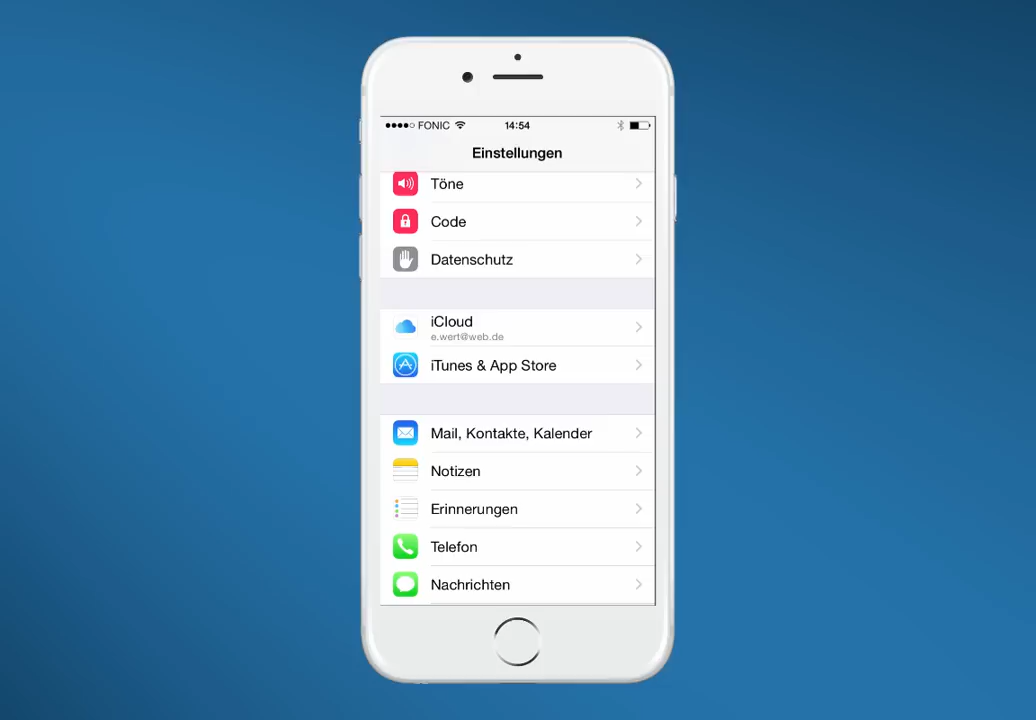 FONIC 14:54
Einstellungen
Töne
Code
Datenschutz
iCloud
e.wert@web.de
iTunes & App Store
Mail, Kontakte, Kalender
Notizen
Erinnerungen
Telefon
Nachrichten